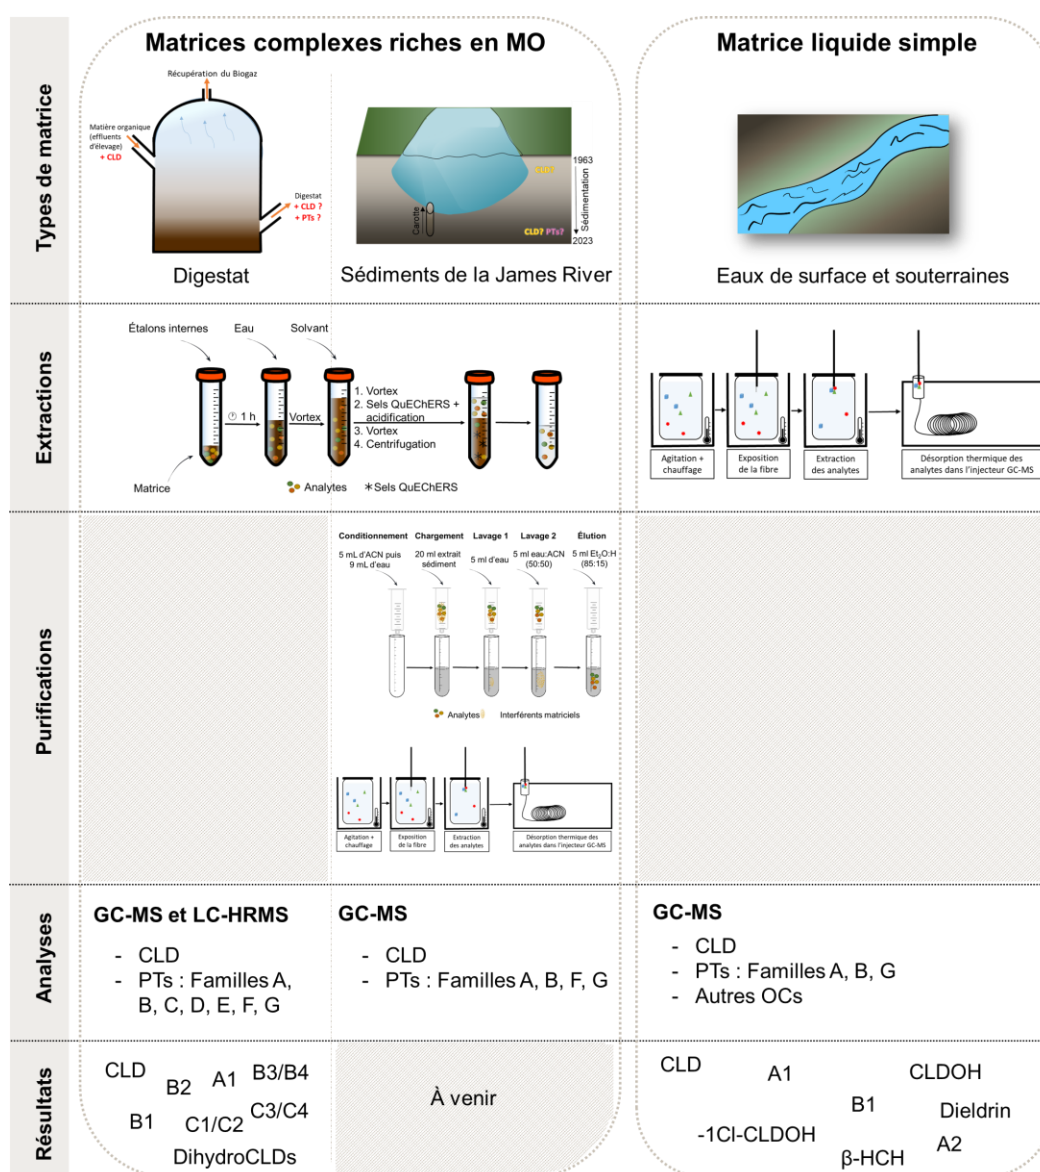 Matrices complexes riches en MO
Matrice liquide simple
Types de matrice
Récupération du Biogaz
Matière organique
(effluents
d'élevage)
+ CLD
Digestat
+ CLD ?
+ PTs ?
Digestat
CLD?
Carotte
CLD? PTs?
1963
Sédimentation
2023
Sédiments de la James River
Eaux de surface et souterraines
Extractions
Étalons internes
Eau
Solvant
1 h
Vortex
1. Vortex
2. Sels QuEChERS +
acidification
3. Vortex
4. Centrifugation
Matrice
Analytes
*Sels QuEChERS
Agitation +
chauffage
Exposition
de la fibre
Extraction
des analytes
Désorption thermique des
analytes dans l'injecteur GC-MS
Purifications
Conditionnement
Chargement
Lavage 1
Lavage 2
Élution
5 mL d'ACN puis
9 mL d'eau
20 ml extrait
sédiment
5 ml d'eau
5 ml eau:ACN
(50:50)
5 ml Et₂O:H
(85:15)
Analytes
Interférents matriciels
Agitation +
chauffage
Exposition
de la fibre
Extraction
des analytes
Désorption thermique des
analytes dans l'injecteur GC-MS
Analyses
GC-MS et LC-HRMS
- CLD
- PTs : Familles A,
B, C, D, E, F, G
GC-MS
- CLD
- PTs : Familles A, B, F, G
GC-MS
- CLD
- PTs : Familles A, B, G
- Autres OCs
Résultats
CLD
B2
A1
B3/B4
B1
C1/C2
C3/C4
DihydroCLDs
À venir
CLD
A1
CLDOH
B1
Dieldrin
-1Cl-CLDOH
β-HCH
A2